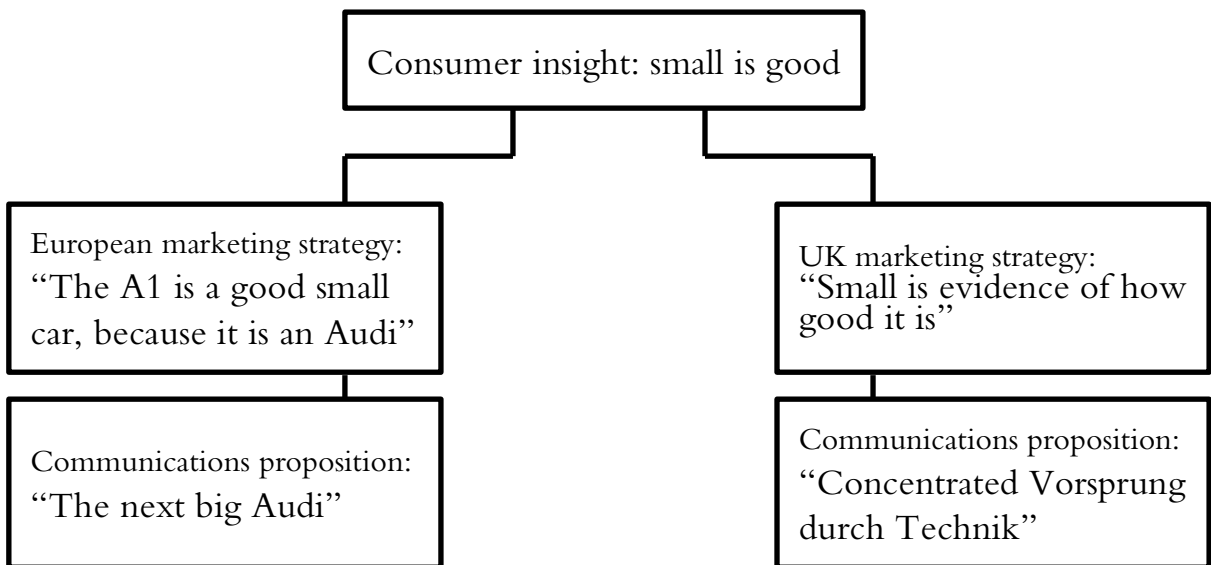 Consumer insight: small is good
European marketing strategy:
“The A1 is a good small
car, because it is an Audi”
UK marketing strategy:
“Small is evidence of how
good it is”
Communications proposition:
“The next big Audi”
Communications proposition:
“Concentrated Vorsprung
durch Technik”